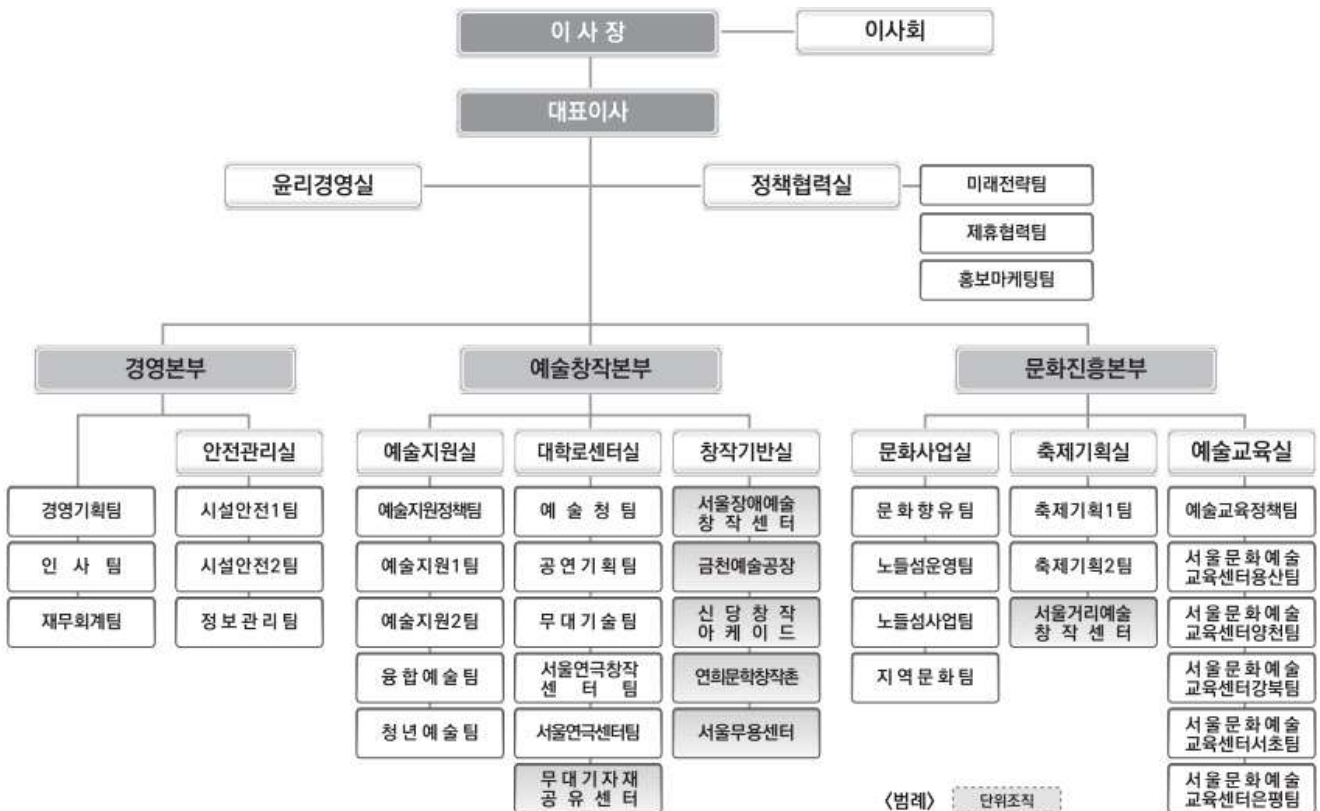 이 사 장
이사회
대표이사
윤리경영실
정책협력실
미래전략팀
제휴협력팀
홍보마케팅팀
경영본부
예술창작본부
문화진흥본부
경영기획팀
인 사 팀
재무회계팀
안전관리실
시설안전1팀
시설안전2팀
정보관리팀
예술지원실
예술지원정책팀
예술지원1팀
예술지원2팀
융합예술팀
청년예술팀
대학로센터실
예 술 청 팀
공연기획팀
무대기술팀
서울연극창작
센 터 팀
서울연극센터팀
무대기자재
공 유 센 터
창작기반실
서울장애예술
창 작 센 터
금천예술공장
신 당 창 작
아 케 이 드
연희문학창작촌
서울무용센터
문화사업실
문화향유팀
노들섬운영팀
노들섬사업팀
지역문화팀
축제기획실
축제기획1팀
축제기획2팀
서울거리예술
창 작 센 터
예술교육실
예술교육정책팀
서울문화예술
교육센터용산팀
서울문화예술
교육센터양천팀
서울문화예술
교육센터강북팀
서울문화예술
교육센터서초팀
서울문화예술
교육센터은평팀
〈범례〉 단위조직